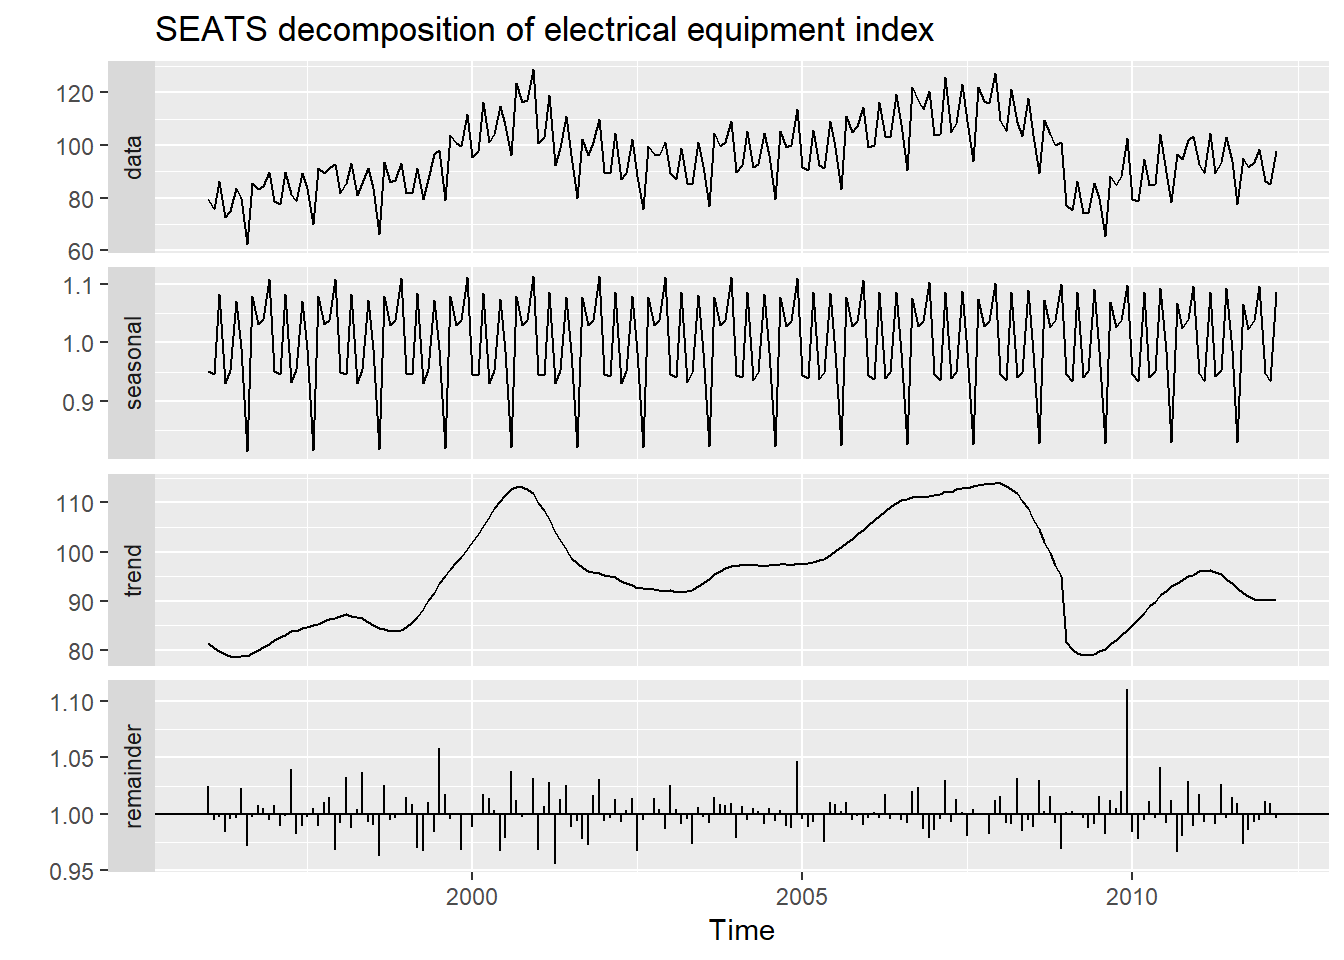 SEATS decomposition of electrical equipment index
data
120
100
80
60
seasonal
1.1
1.0
0.9
trend
110
100
90
80
remainder
1.10
1.05
1.00
0.95
2000 2005 2010
Time